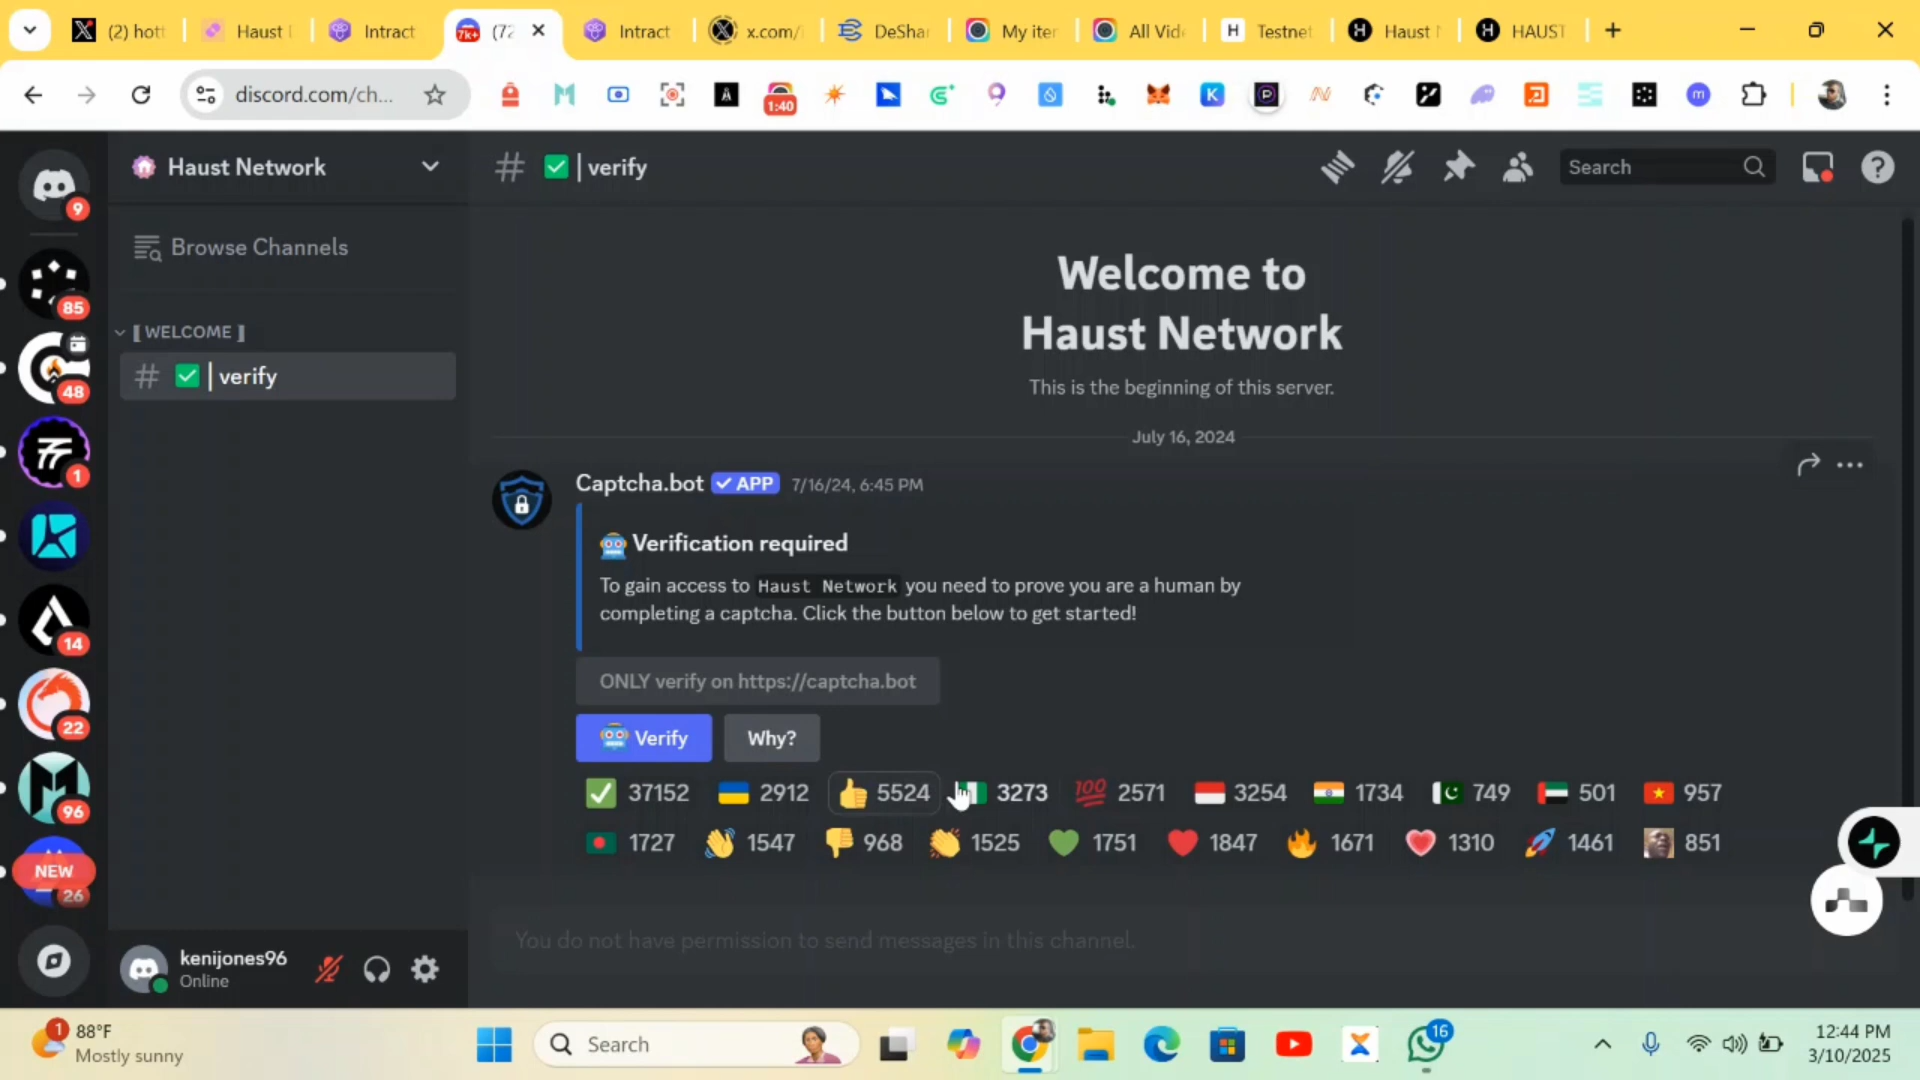 (2) hott
Haust
Intract
7k+
(72
Intract
x.com/
DeShar
My iter
All Vid
Testnet
Haust
HAUST
discord.com/ch...
1:40
9
Haust Network
# ✅ | verify
Search
Browse Channels
85
Welcome to
Haust Network
This is the beginning of this server.
[ WELCOME ]
# ✅ | verify
48
July 16, 2024
1
Captcha.bot ✓ APP 7/16/24, 6:45 PM
🤖 Verification required
To gain access to Haust Network you need to prove you are a human by
completing a captcha. Click the button below to get started!
14
ONLY verify on https://captcha.bot
22
🤖 Verify
Why?
✅ 37152 🇺🇦 2912 👍 5524 🇳🇬 3273 💯 2571 🇮🇩 3254 🇮🇳 1734 🇵🇰 749 🇦🇪 501 🇻🇳 957
96
🇧🇩 1727 👋 1547 👎 968 👏 1525 💚 1751 ❤️ 1847 🔥 1671 💗 1310 🚀 1461 851
NEW
26
You do not have permission to send messages in this channel.
kenijones96
Online
1
88°F
Mostly sunny
Search
16
12:44 PM
3/10/2025